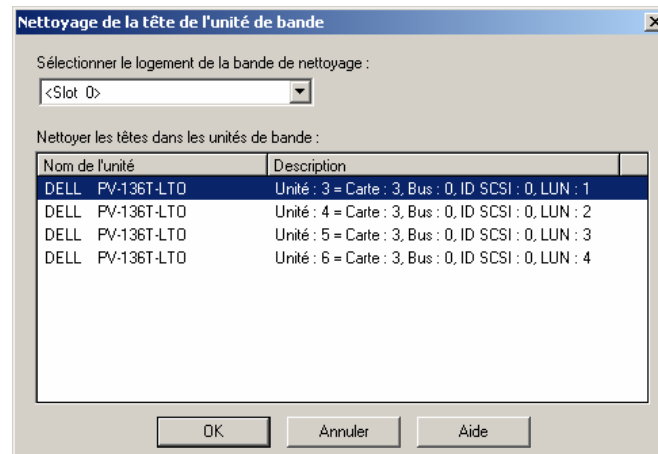 Nettoyage de la tête de l'unité de bande
Sélectionner le logement de la bande de nettoyage :
<Slot 0>
Nettoyer les têtes dans les unités de bande :
Nom de l'unité Description
DELL PV-136T-LTO Unité : 3 = Carte : 3, Bus : 0, ID SCSI : 0, LUN : 1
DELL PV-136T-LTO Unité : 4 = Carte : 3, Bus : 0, ID SCSI : 0, LUN : 2
DELL PV-136T-LTO Unité : 5 = Carte : 3, Bus : 0, ID SCSI : 0, LUN : 3
DELL PV-136T-LTO Unité : 6 = Carte : 3, Bus : 0, ID SCSI : 0, LUN : 4
OK Annuler Aide